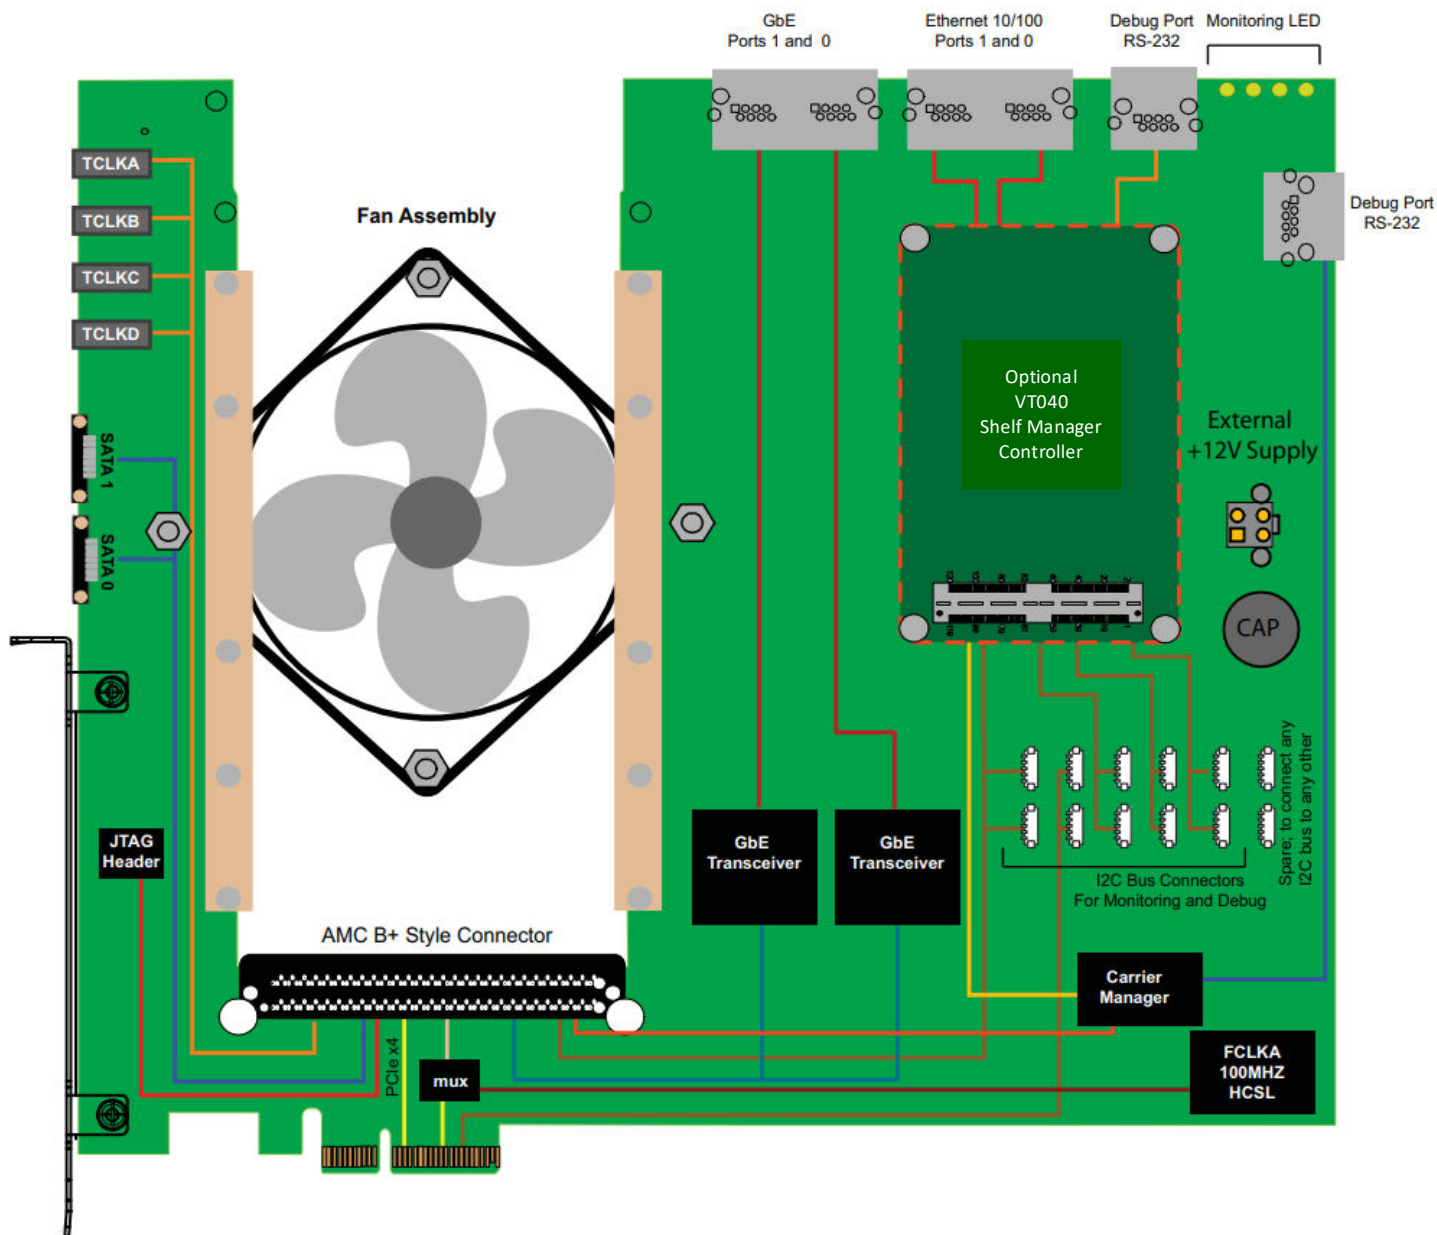 GbE
Ports 1 and 0
Ethernet 10/100
Ports 1 and 0
Debug Port
RS-232
Monitoring LED
TCLKA
TCLKB
TCLKC
TCLKD
Fan Assembly
Debug Port
RS-232
Optional
VT040
Shelf Manager
Controller
External
+12V Supply
SATA 1
SATA 0
CAP
JTAG
Header
GbE
Transceiver
GbE
Transceiver
Spare; to connect any
I2C bus to any other
I2C Bus Connectors
For Monitoring and Debug
AMC B+ Style Connector
Carrier
Manager
PCIe x4
mux
FCLKA
100MHZ
HCSL